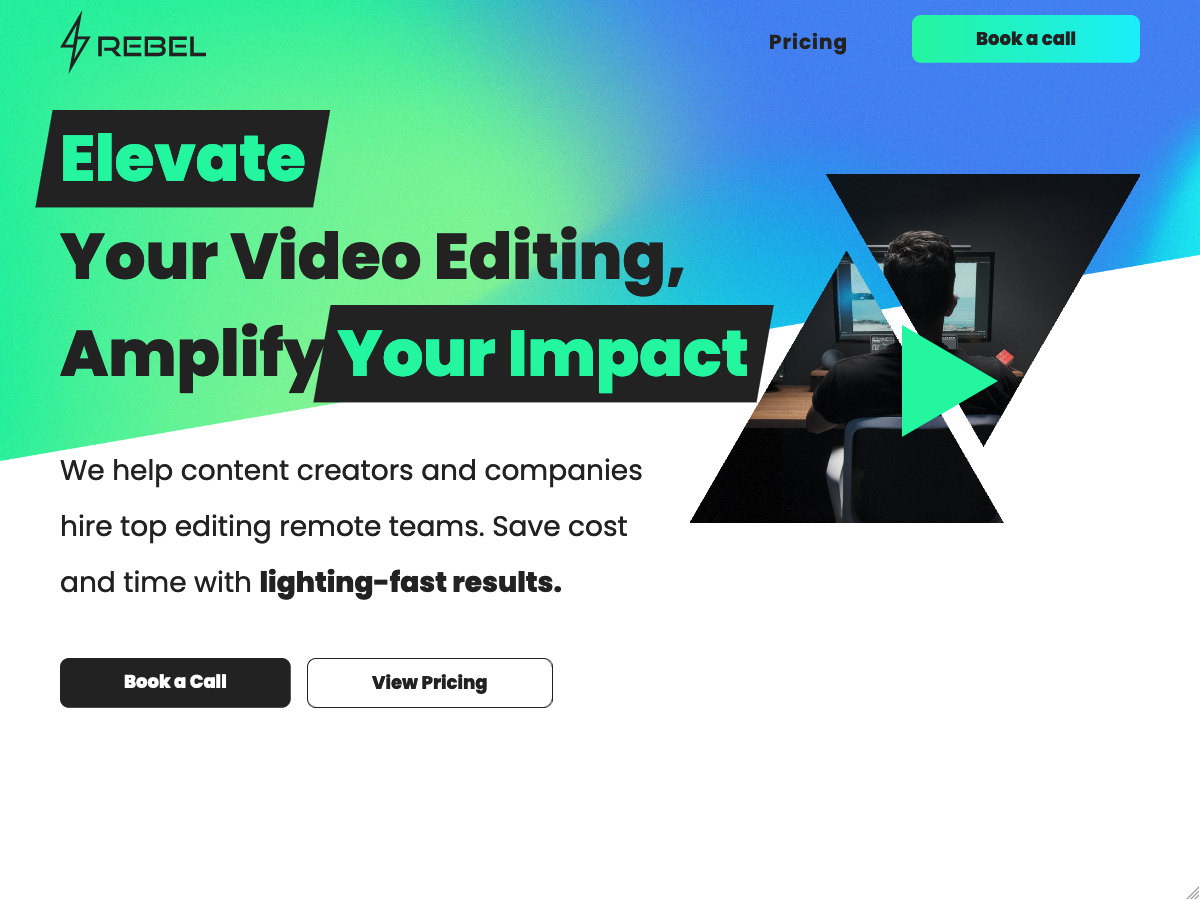 REBEL
Pricing
Book a call
Elevate
Your Video Editing,
Amplify Your Impact
We help content creators and companies
hire top editing remote teams. Save cost
and time with lighting-fast results.
Book a Call
View Pricing